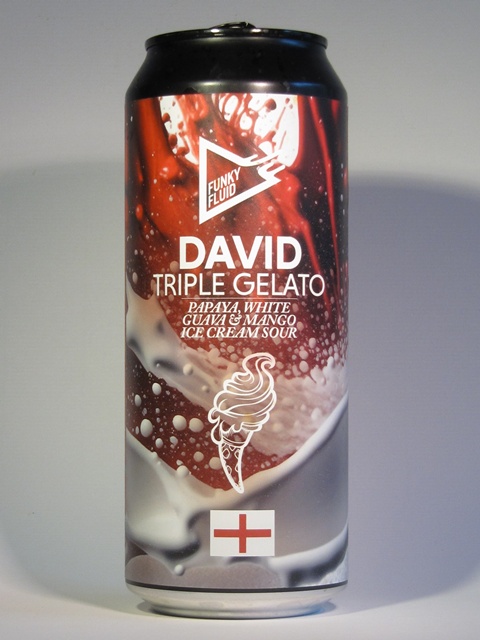 FUNKY
FLUID
DAVID
TRIPLE GELATO
PAPAYA, WHITE
GUAVA & MANGO
ICE CREAM SOUR